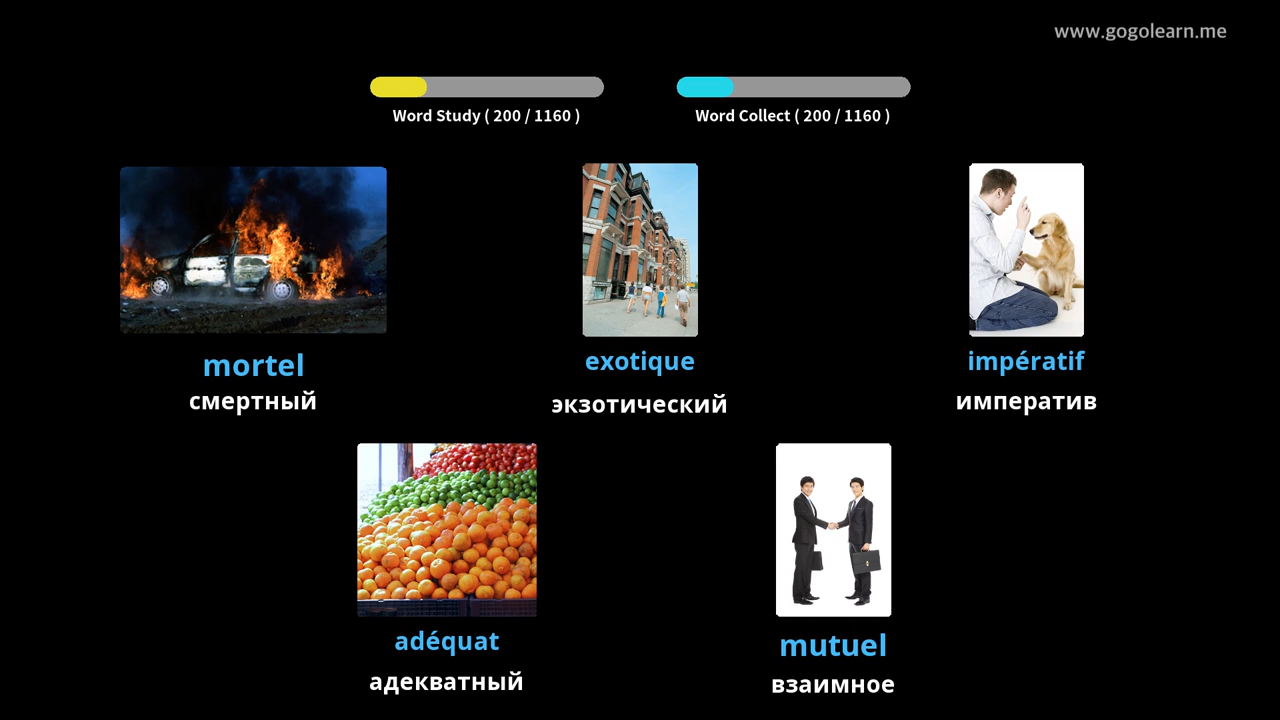 www.gogolearn.me
Word Study ( 200 / 1160 )
Word Collect ( 200 / 1160 )
mortel
смертный
exotique
экзотический
impératif
императив
adéquat
адекватный
mutuel
взаимное